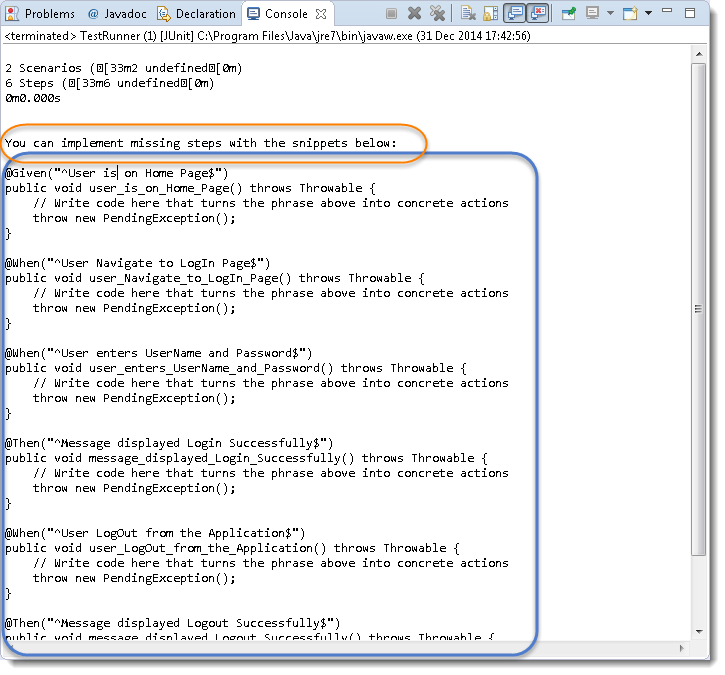 Problems @ Javadoc Declaration Console
<terminated> TestRunner (1) [JUnit] C:\Program Files\Java\jre7\bin\javaw.exe (31 Dec 2014 17:42:56)
2 Scenarios ([33m2 undefined[0m)
6 Steps ([33m6 undefined[0m)
0m0.000s
You can implement missing steps with the snippets below:
@Given("^User is on Home Page$")
public void user_is_on_Home_Page() throws Throwable {
// Write code here that turns the phrase above into concrete actions
throw new PendingException();
}
@When("^User Navigate to LogIn Page$")
public void user_Navigate_to_LogIn_Page() throws Throwable {
// Write code here that turns the phrase above into concrete actions
throw new PendingException();
}
@When("^User enters UserName and Password$")
public void user_enters_UserName_and_Password() throws Throwable {
// Write code here that turns the phrase above into concrete actions
throw new PendingException();
}
@Then("^Message displayed Login Successfully$")
public void message_displayed_Login_Successfully() throws Throwable {
// Write code here that turns the phrase above into concrete actions
throw new PendingException();
}
@When("^User LogOut from the Application$")
public void user_LogOut_from_the_Application() throws Throwable {
// Write code here that turns the phrase above into concrete actions
throw new PendingException();
}
@Then("^Message displayed Logout Successfully$")
public void message_displayed_Logout_Successfully() throws Throwable {